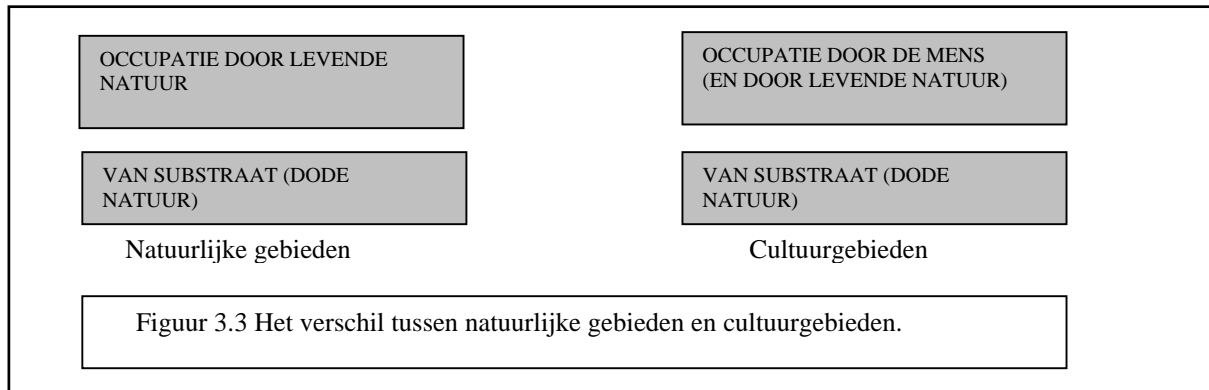 OCCUPATIE DOOR LEVENDE
NATUUR
VAN SUBSTRAAT (DODE
NATUUR)
Natuurlijke gebieden
OCCUPATIE DOOR DE MENS
(EN DOOR LEVENDE NATUUR)
VAN SUBSTRAAT (DODE
NATUUR)
Cultuurgebieden
Figuur 3.3 Het verschil tussen natuurlijke gebieden en cultuurgebieden.